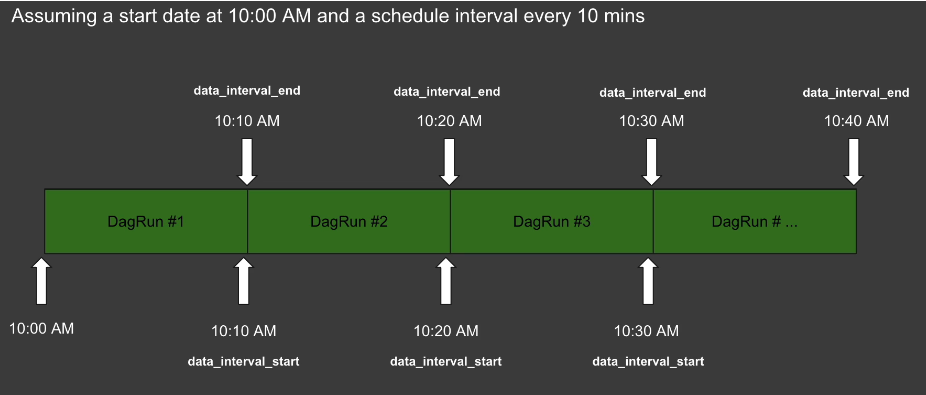 Assuming a start date at 10:00 AM and a schedule interval every 10 mins
data_interval_end data_interval_end data_interval_end data_interval_end
10:10 AM 10:20 AM 10:30 AM 10:40 AM
DagRun #1 DagRun #2 DagRun #3 DagRun # ...
10:00 AM 10:10 AM 10:20 AM 10:30 AM
data_interval_start data_interval_start data_interval_start